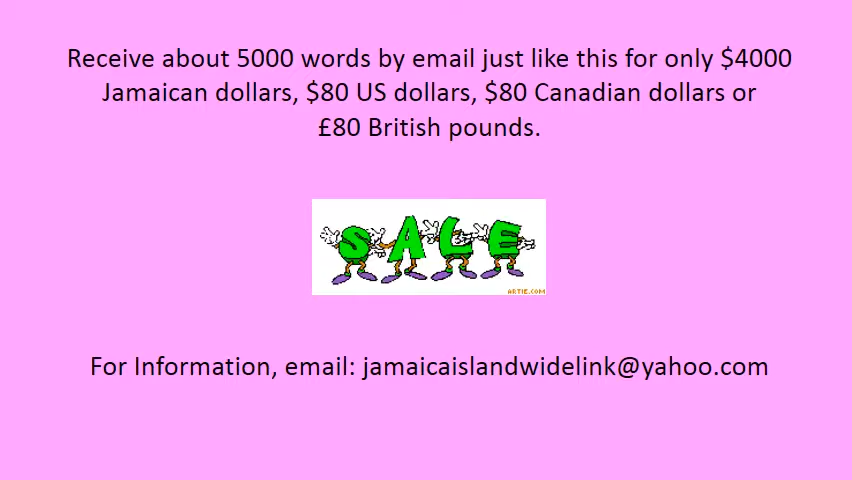 Receive about 5000 words by email just like this for only $4000
Jamaican dollars, $80 US dollars, $80 Canadian dollars or
£80 British pounds.
SALE
ARTIE.COM
For Information, email: jamaicaislandwidelink@yahoo.com